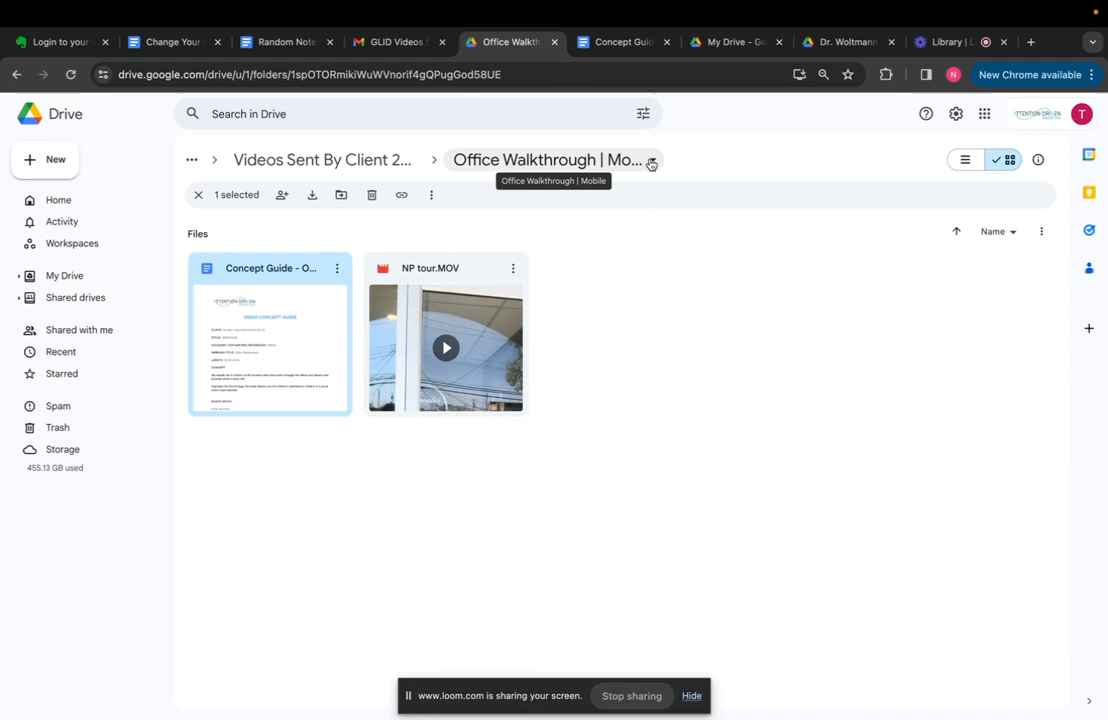 Login to your
Change Your
Random Note
GLID Videos S
Office Walkth
Concept Guid
My Drive - Go
Dr. Woltmann
Library | L
drive.google.com/drive/u/1/folders/1spOTORmikiWuWVnorif4gQPugGod58UE
N
New Chrome available
Drive
Search in Drive
ATTENTION DRIVEN
T
New
Videos Sent By Client 2...
Office Walkthrough | Mo...
Office Walkthrough | Mobile
1 selected
Home
Activity
Workspaces
My Drive
Shared drives
Shared with me
Recent
Starred
Spam
Trash
Storage
455.13 GB used
Files
Name
Concept Guide - O...
NP tour.MOV
ATTENTION DRIVEN
VIDEO CONCEPT GUIDE
www.loom.com is sharing your screen.
Stop sharing
Hide